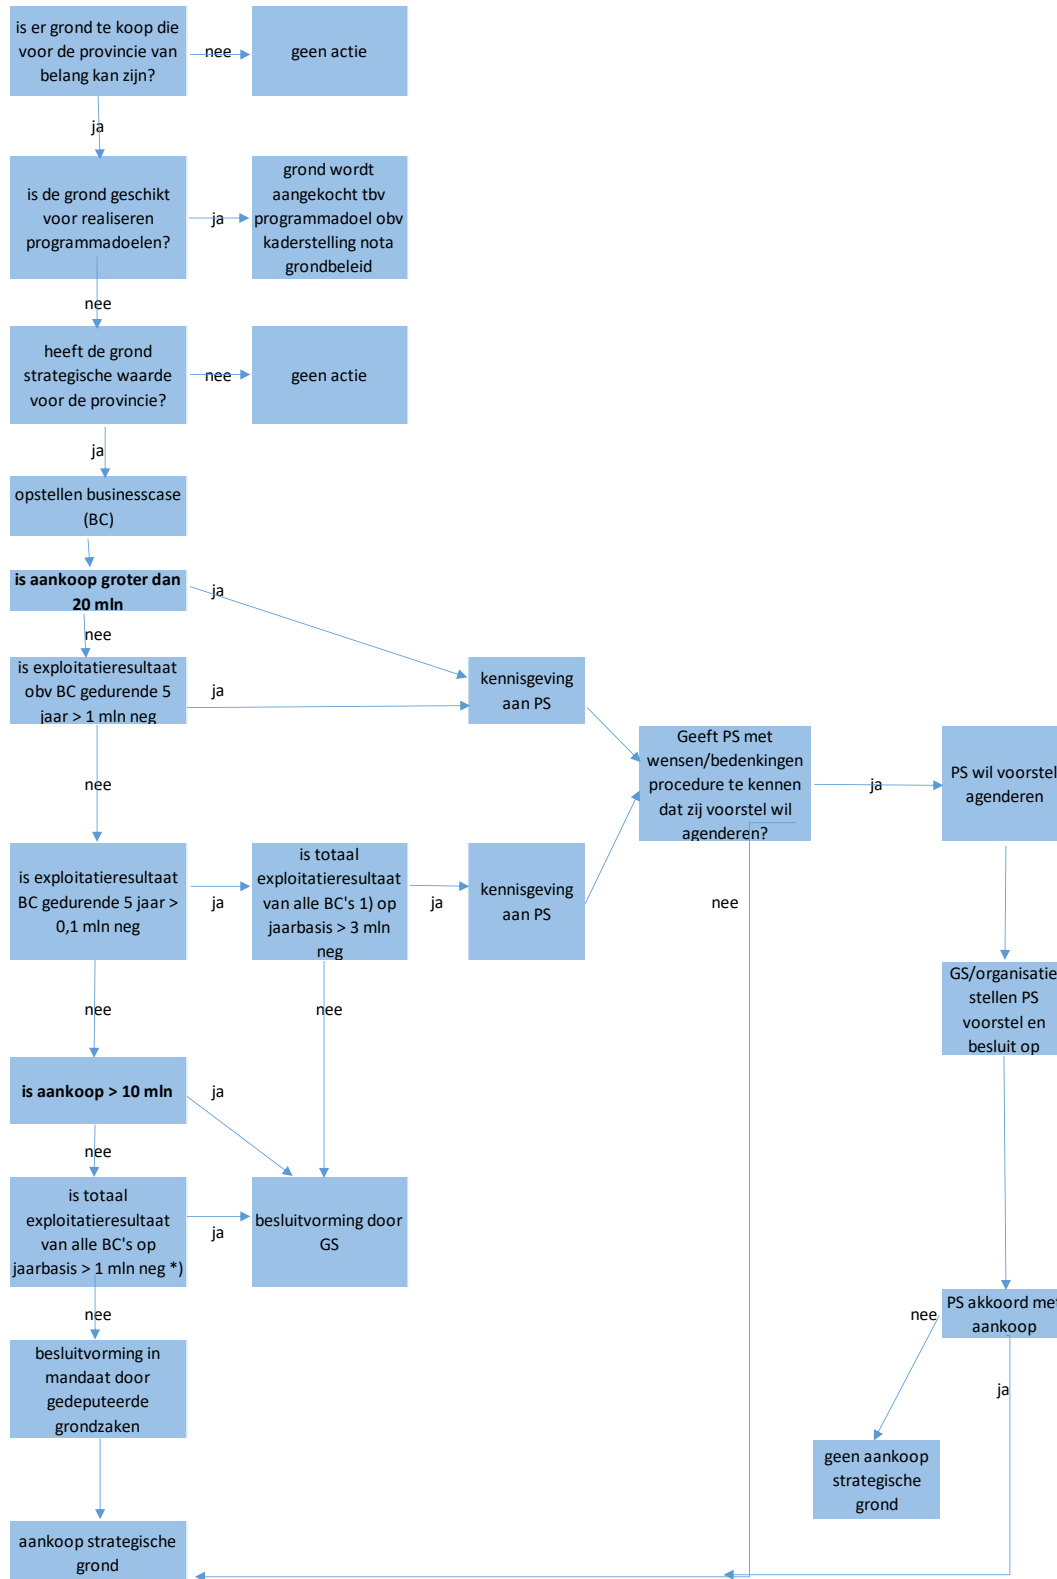 is er grond te koop die
voor de provincie van
belang kan zijn?
nee
geen actie
ja
is de grond geschikt
voor realiseren
programmadoelen?
ja
grond wordt
aangekocht tbv
programmadoel obv
kaderstelling nota
grondbeleid
nee
heeft de grond
strategische waarde
voor de provincie?
nee
geen actie
ja
opstellen businesscase
(BC)
is aankoop groter dan
20 mln
ja
nee
is exploitatieresultaat
obv BC gedurende 5
jaar > 1 mln neg
ja
kennisgeving
aan PS
Geeft PS met
wensen/bedenkingen
procedure te kennen
dat zij voorstel wil
agenderen?
ja
PS wil voorstel
agenderen
nee
nee
is exploitatieresultaat
BC gedurende 5 jaar >
0,1 mln neg
ja
is totaal
exploitatieresultaat
van alle BC's 1) op
jaarbasis > 3 mln
neg
ja
kennisgeving
aan PS
GS/organisatie
stellen PS
voorstel en
besluit op
nee
nee
is aankoop > 10 mln
ja
nee
is totaal
exploitatieresultaat
van alle BC's op
jaarbasis > 1 mln neg *)
ja
besluitvorming door
GS
nee
PS akkoord met
aankoop
nee
ja
besluitvorming in
mandaat door
gedeputeerde
grondzaken
geen aankoop
strategische
grond
aankoop strategische
grond